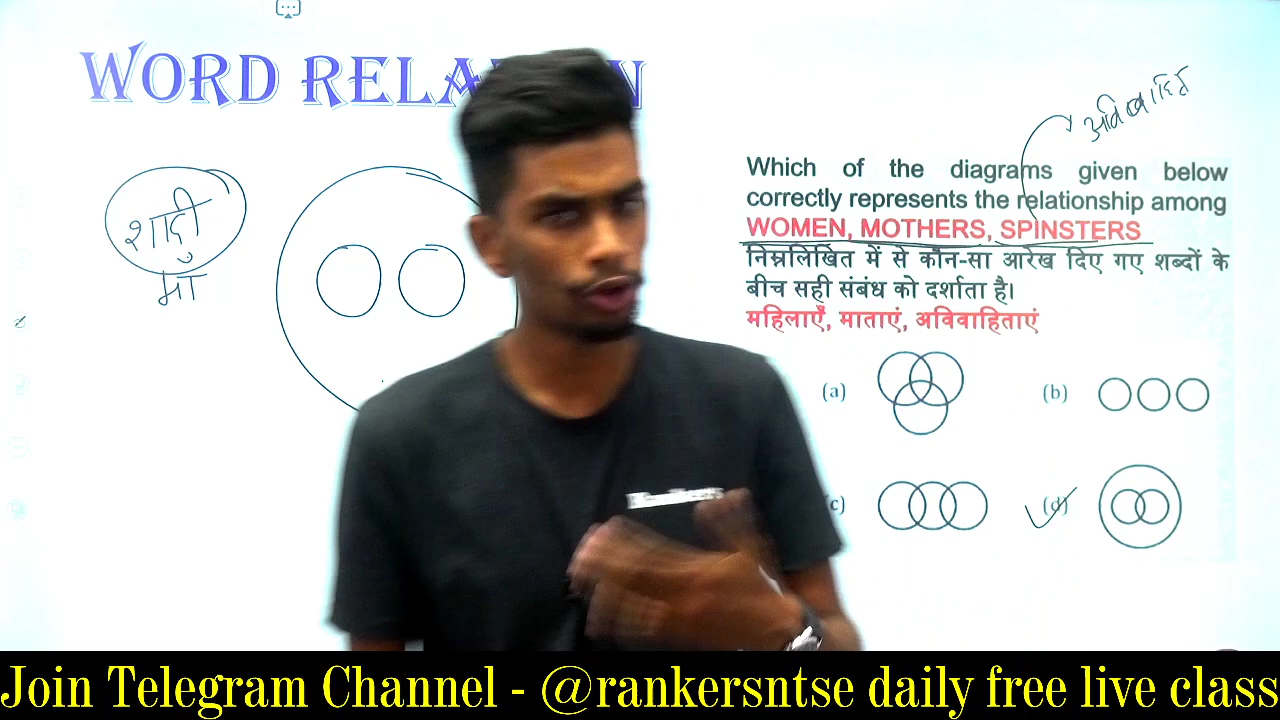 WORD RELA N
अविवाहित
शादी
मा
Which of the diagrams given below
correctly represents the relationship among
WOMEN, MOTHERS, SPINSTERS
निम्नलिखित में से कौन-सा आरेख दिए गए शब्दों के
बीच सही संबंध को दर्शाता है।
महिलाएँ, माताएं, अविवाहिताएं
(a)
(b)
c)
(d)
Join Telegram Channel - @rankersntse daily free live class